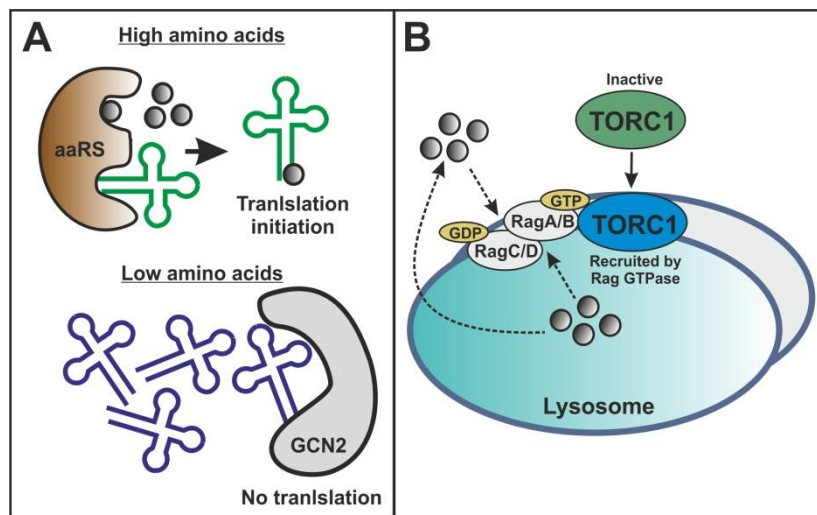 A
High amino acids
aaRS
Tranlslation
initiation
Low amino acids
GCN2
No tranlslation
B
Inactive
TORC1
GTP
RagA/B
TORC1
GDP
RagC/D
Recruited by
Rag GTPase
Lysosome